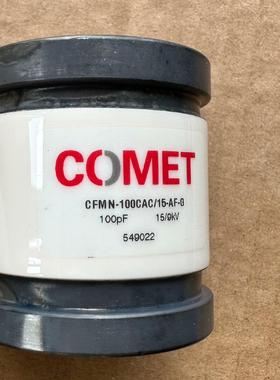 COMET
CFMN-100CAC/15-AF-G
100pF 15/9kV
549022